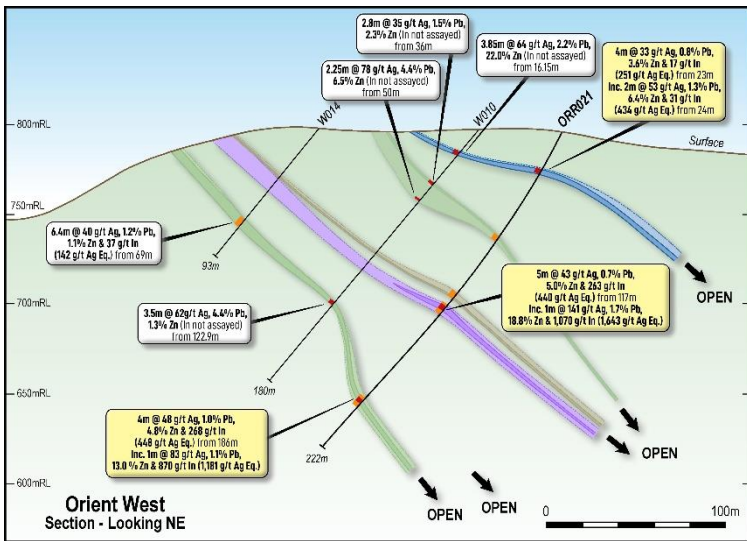 2.8m @ 35 g/t Ag, 1.5% Pb,
2.3% Zn (In not assayed)
from 36m
3.85m @ 64 g/t Ag, 2.2% Pb,
22.0% Zn (In not assayed)
from 16.15m
4m @ 33 g/t Ag, 0.8% Pb,
3.6% Zn & 17 g/t In
(251 g/t Ag Eq.) from 23m
Inc. 2m @ 53 g/t Ag, 1.3% Pb,
6.4% Zn & 31 g/t In
(434 g/t Ag Eq.) from 24m
2.25m @ 78 g/t Ag, 4.4% Pb,
6.5% Zn (In not assayed)
from 50m
W014
W010
ORR021
800mRL
Surface
750mRL
6.4m @ 40 g/t Ag, 1.2% Pb,
1.1% Zn & 37 g/t In
(142 g/t Ag Eq.) from 69m
93m
OPEN
5m @ 43 g/t Ag, 0.7% Pb,
5.0% Zn & 263 g/t In
(440 g/t Ag Eq.) from 117m
Inc. 1m @ 141 g/t Ag, 1.7% Pb,
18.8% Zn & 1,070 g/t In (1,643 g/t Ag Eq.)
700mRL
3.5m @ 62g/t Ag, 4.4% Pb,
1.3% Zn (In not assayed)
from 122.9m
650mRL
180m
4m @ 48 g/t Ag, 1.0% Pb,
4.8% Zn & 268 g/t In
(448 g/t Ag Eq.) from 186m
Inc. 1m @ 83 g/t Ag, 1.1% Pb,
13.0 % Zn & 870 g/t In (1,181 g/t Ag Eq.)
222m
OPEN
600mRL
OPEN
OPEN
Orient West
Section - Looking NE
0
100m